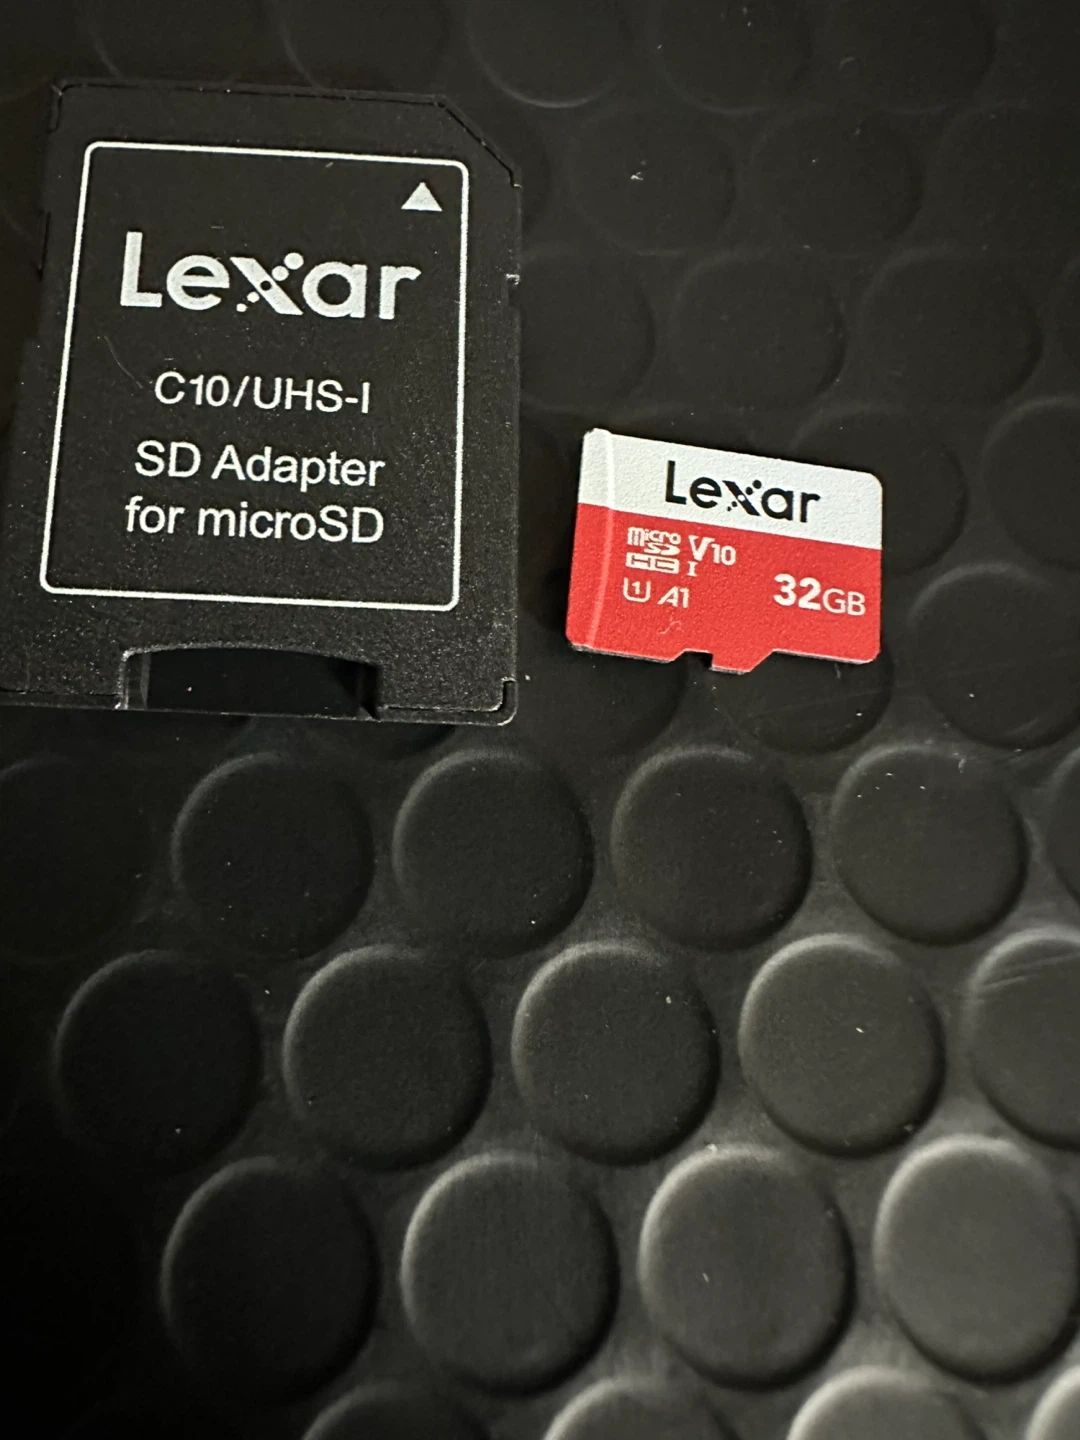 Lexar
C10/UHS-I
SD Adapter
for microSD
Lexar
micro SD HC I V10
U1 A1 32GB